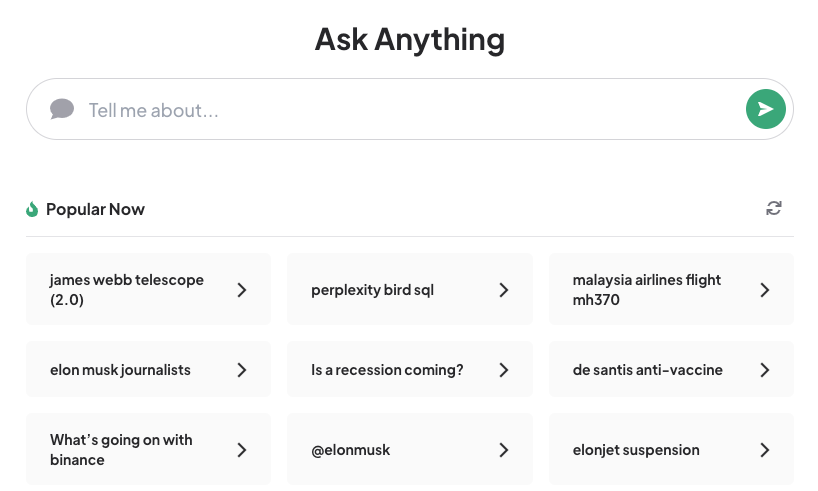 Ask Anything
Tell me about...
Popular Now
james webb telescope
(2.0)
perplexity bird sql
malaysia airlines flight
mh370
elon musk journalists
Is a recession coming?
de santis anti-vaccine
What's going on with
binance
@elonmusk
elonjet suspension